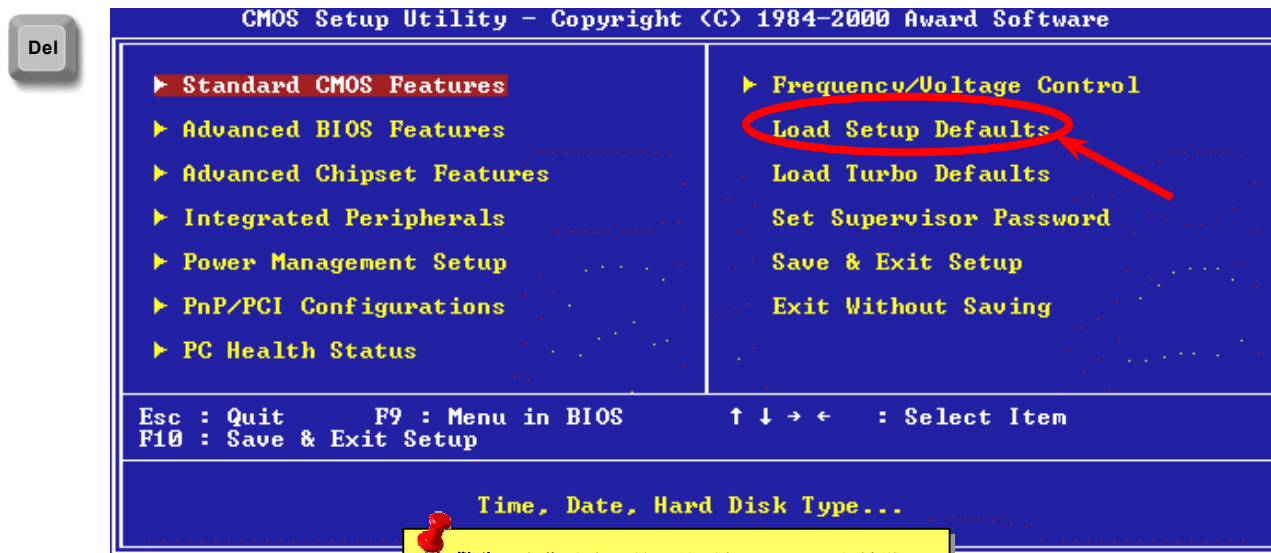 Del
CMOS Setup Utility – Copyright (C) 1984–2000 Award Software
▶ Standard CMOS Features
▶ Advanced BIOS Features
▶ Advanced Chipset Features
▶ Integrated Peripherals
▶ Power Management Setup
▶ PnP/PCI Configurations
▶ PC Health Status
▶ Frequency/Voltage Control
Load Setup Defaults
Load Turbo Defaults
Set Supervisor Password
Save & Exit Setup
Exit Without Saving
Esc : Quit F9 : Menu in BIOS ↑ ↓ → ← : Select Item
F10 : Save & Exit Setup
Time, Date, Hard Disk Type...